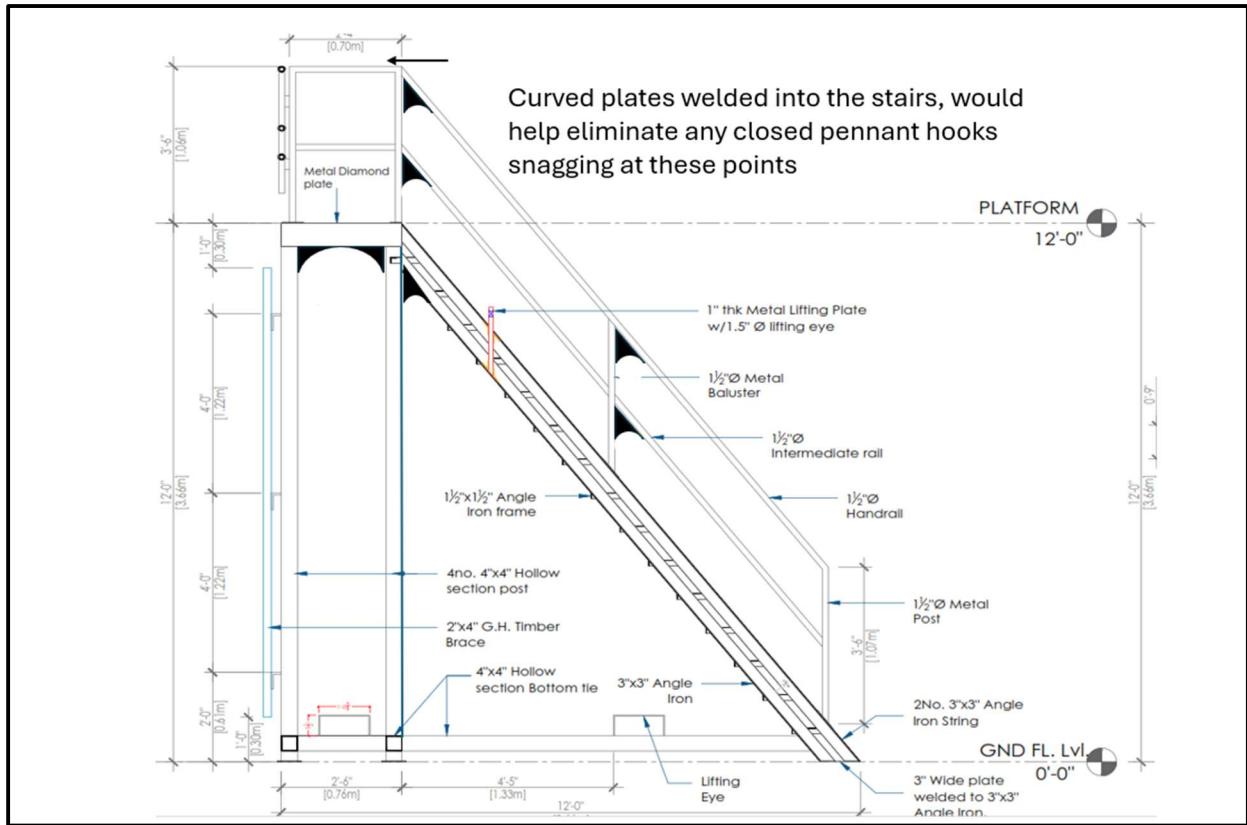 [0.70m]
Curved plates welded into the stairs, would
help eliminate any closed pennant hooks
snagging at these points
3'-6"
[1.06m]
Metal Diamond
plate
PLATFORM
12'-0"
1'-0"
[0.30m]
1" thk Metal Lifting Plate
w/1.5" Ø lifting eye
4'-0"
[1.22m]
1½"Ø Metal
Baluster
0'-9"
1½"Ø
Intermediate rail
12'-0"
[3.66m]
1½"x1½" Angle
Iron frame
1½"Ø
Handrail
12'-0"
[3.66m]
4'-0"
[1.22m]
4no. 4"x4" Hollow
section post
1½"Ø Metal
Post
2"x4" G.H. Timber
Brace
3'-6"
[1.07m]
4"x4" Hollow
section Bottom tie
3"x3" Angle
Iron
2'-0"
[0.61m]
1'-0"
[0.30m]
2No. 3"x3" Angle
Iron String
GND FL. Lvl.
0'-0"
2'-6"
[0.76m]
4'-5"
[1.33m]
Lifting
Eye
3" Wide plate
welded to 3"x3"
Angle Iron.
12'-0"